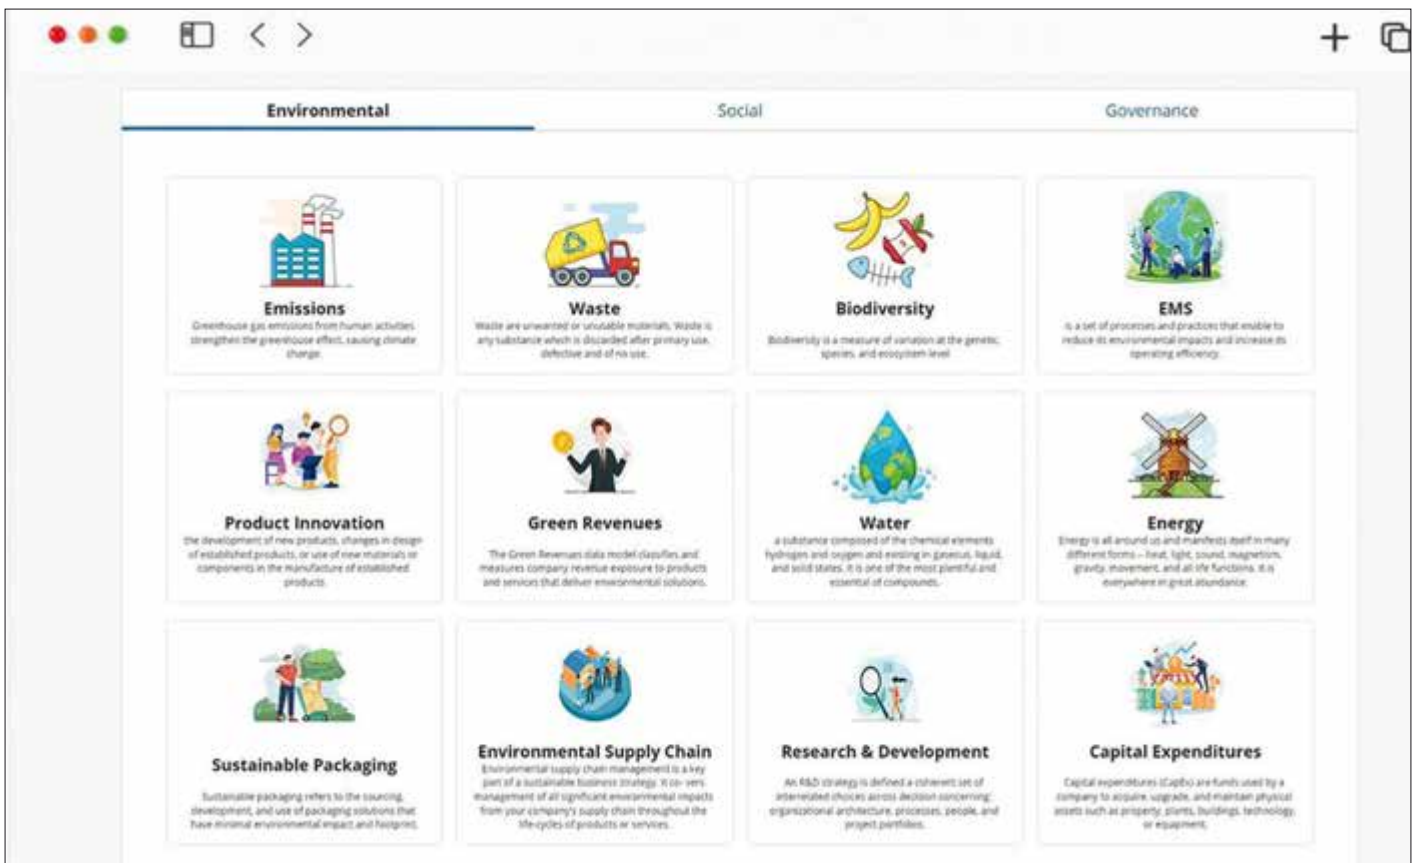 Environmental
Social
Governance
Emissions
Greenhouse gas emissions from human activities
strengthen the greenhouse effect, causing climate
change.
Waste
Waste are unwanted or unusable materials. Waste is
any substance which is discarded after primary use,
defective and of no use.
Biodiversity
Biodiversity is a measure of variation at the genetic,
species, and ecosystem level
EMS
is a set of processes and practices that enable to
reduce its environmental impacts and increase its
operating efficiency.
Product Innovation
the development of new products, changes in design
of established products, or use of new materials or
components in the manufacture of established
products.
Green Revenues
The Green Revenues data model classifies and
measures company revenue exposure to products
and services that deliver environmental solutions.
Water
a substance composed of the chemical elements
hydrogen and oxygen and existing in gaseous, liquid,
and solid states. It is one of the most plentiful and
essential of compounds.
Energy
Energy is all around us and manifests itself in many
different forms – heat, light, sound, magnetism,
gravity, movement, and all life functions. It is
everywhere in great abundance.
Sustainable Packaging
Sustainable packaging refers to the sourcing,
development, and use of packaging solutions that
have minimal environmental impact and footprint.
Environmental Supply Chain
Environmental supply chain management is a key
part of a sustainable business strategy. It co- vers
management of all significant environmental impacts
from your company's supply chain throughout the
life-cycles of products or services.
Research & Development
An R&D strategy is defined a coherent set of
interrelated choices across decision concerning:
organizational architecture, processes, people, and
project portfolios.
Capital Expenditures
Capital expenditures (CapEx) are funds used by a
company to acquire, upgrade, and maintain physical
assets such as property, plants, buildings, technology,
or equipment.